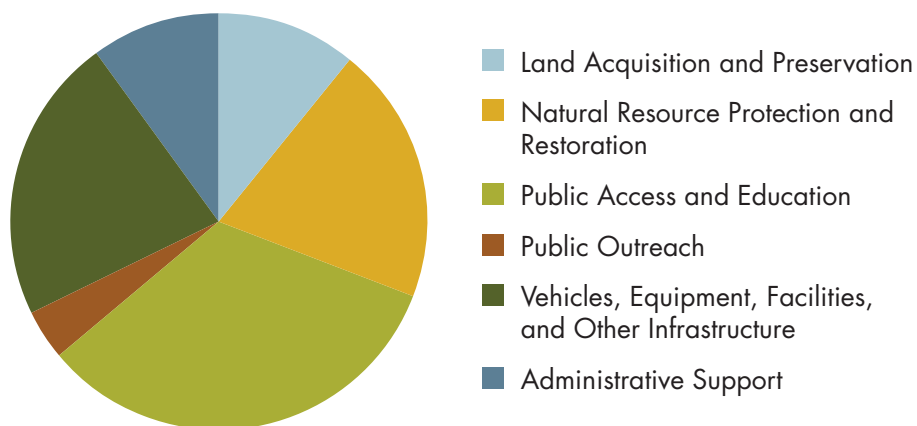 Land Acquisition and Preservation
Natural Resource Protection and
Restoration
Public Access and Education
Public Outreach
Vehicles, Equipment, Facilities,
and Other Infrastructure
Administrative Support